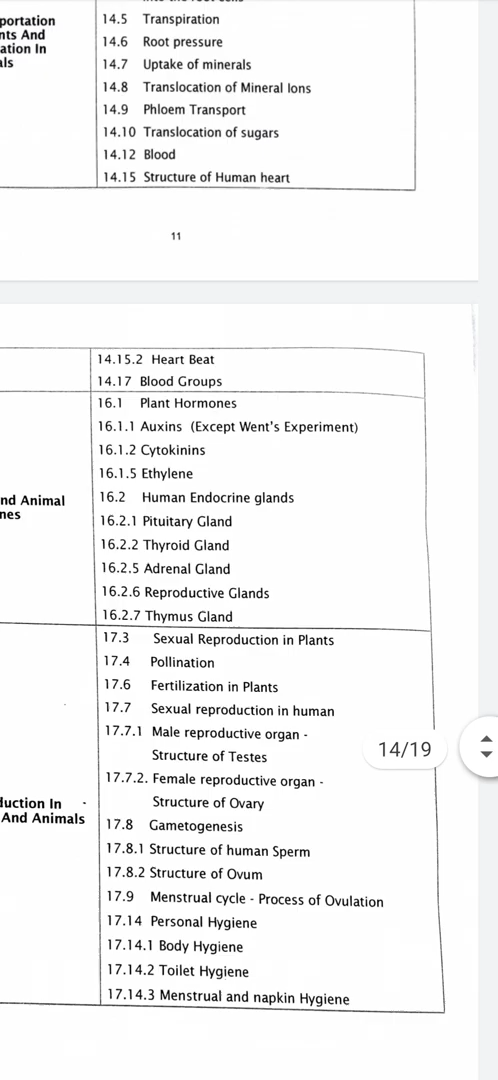 portation
nts And
ation In
als
14.5 Transpiration
14.6 Root pressure
14.7 Uptake of minerals
14.8 Translocation of Mineral Ions
14.9 Phloem Transport
14.10 Translocation of sugars
14.12 Blood
14.15 Structure of Human heart
11
14.15.2 Heart Beat
14.17 Blood Groups
nd Animal
nes
16.1 Plant Hormones
16.1.1 Auxins (Except Went's Experiment)
16.1.2 Cytokinins
16.1.5 Ethylene
16.2 Human Endocrine glands
16.2.1 Pituitary Gland
16.2.2 Thyroid Gland
16.2.5 Adrenal Gland
16.2.6 Reproductive Glands
16.2.7 Thymus Gland
duction In
And Animals
17.3 Sexual Reproduction in Plants
17.4 Pollination
17.6 Fertilization in Plants
17.7 Sexual reproduction in human
17.7.1 Male reproductive organ -
Structure of Testes
17.7.2. Female reproductive organ -
Structure of Ovary
17.8 Gametogenesis
17.8.1 Structure of human Sperm
17.8.2 Structure of Ovum
17.9 Menstrual cycle - Process of Ovulation
17.14 Personal Hygiene
17.14.1 Body Hygiene
17.14.2 Toilet Hygiene
17.14.3 Menstrual and napkin Hygiene
14/19